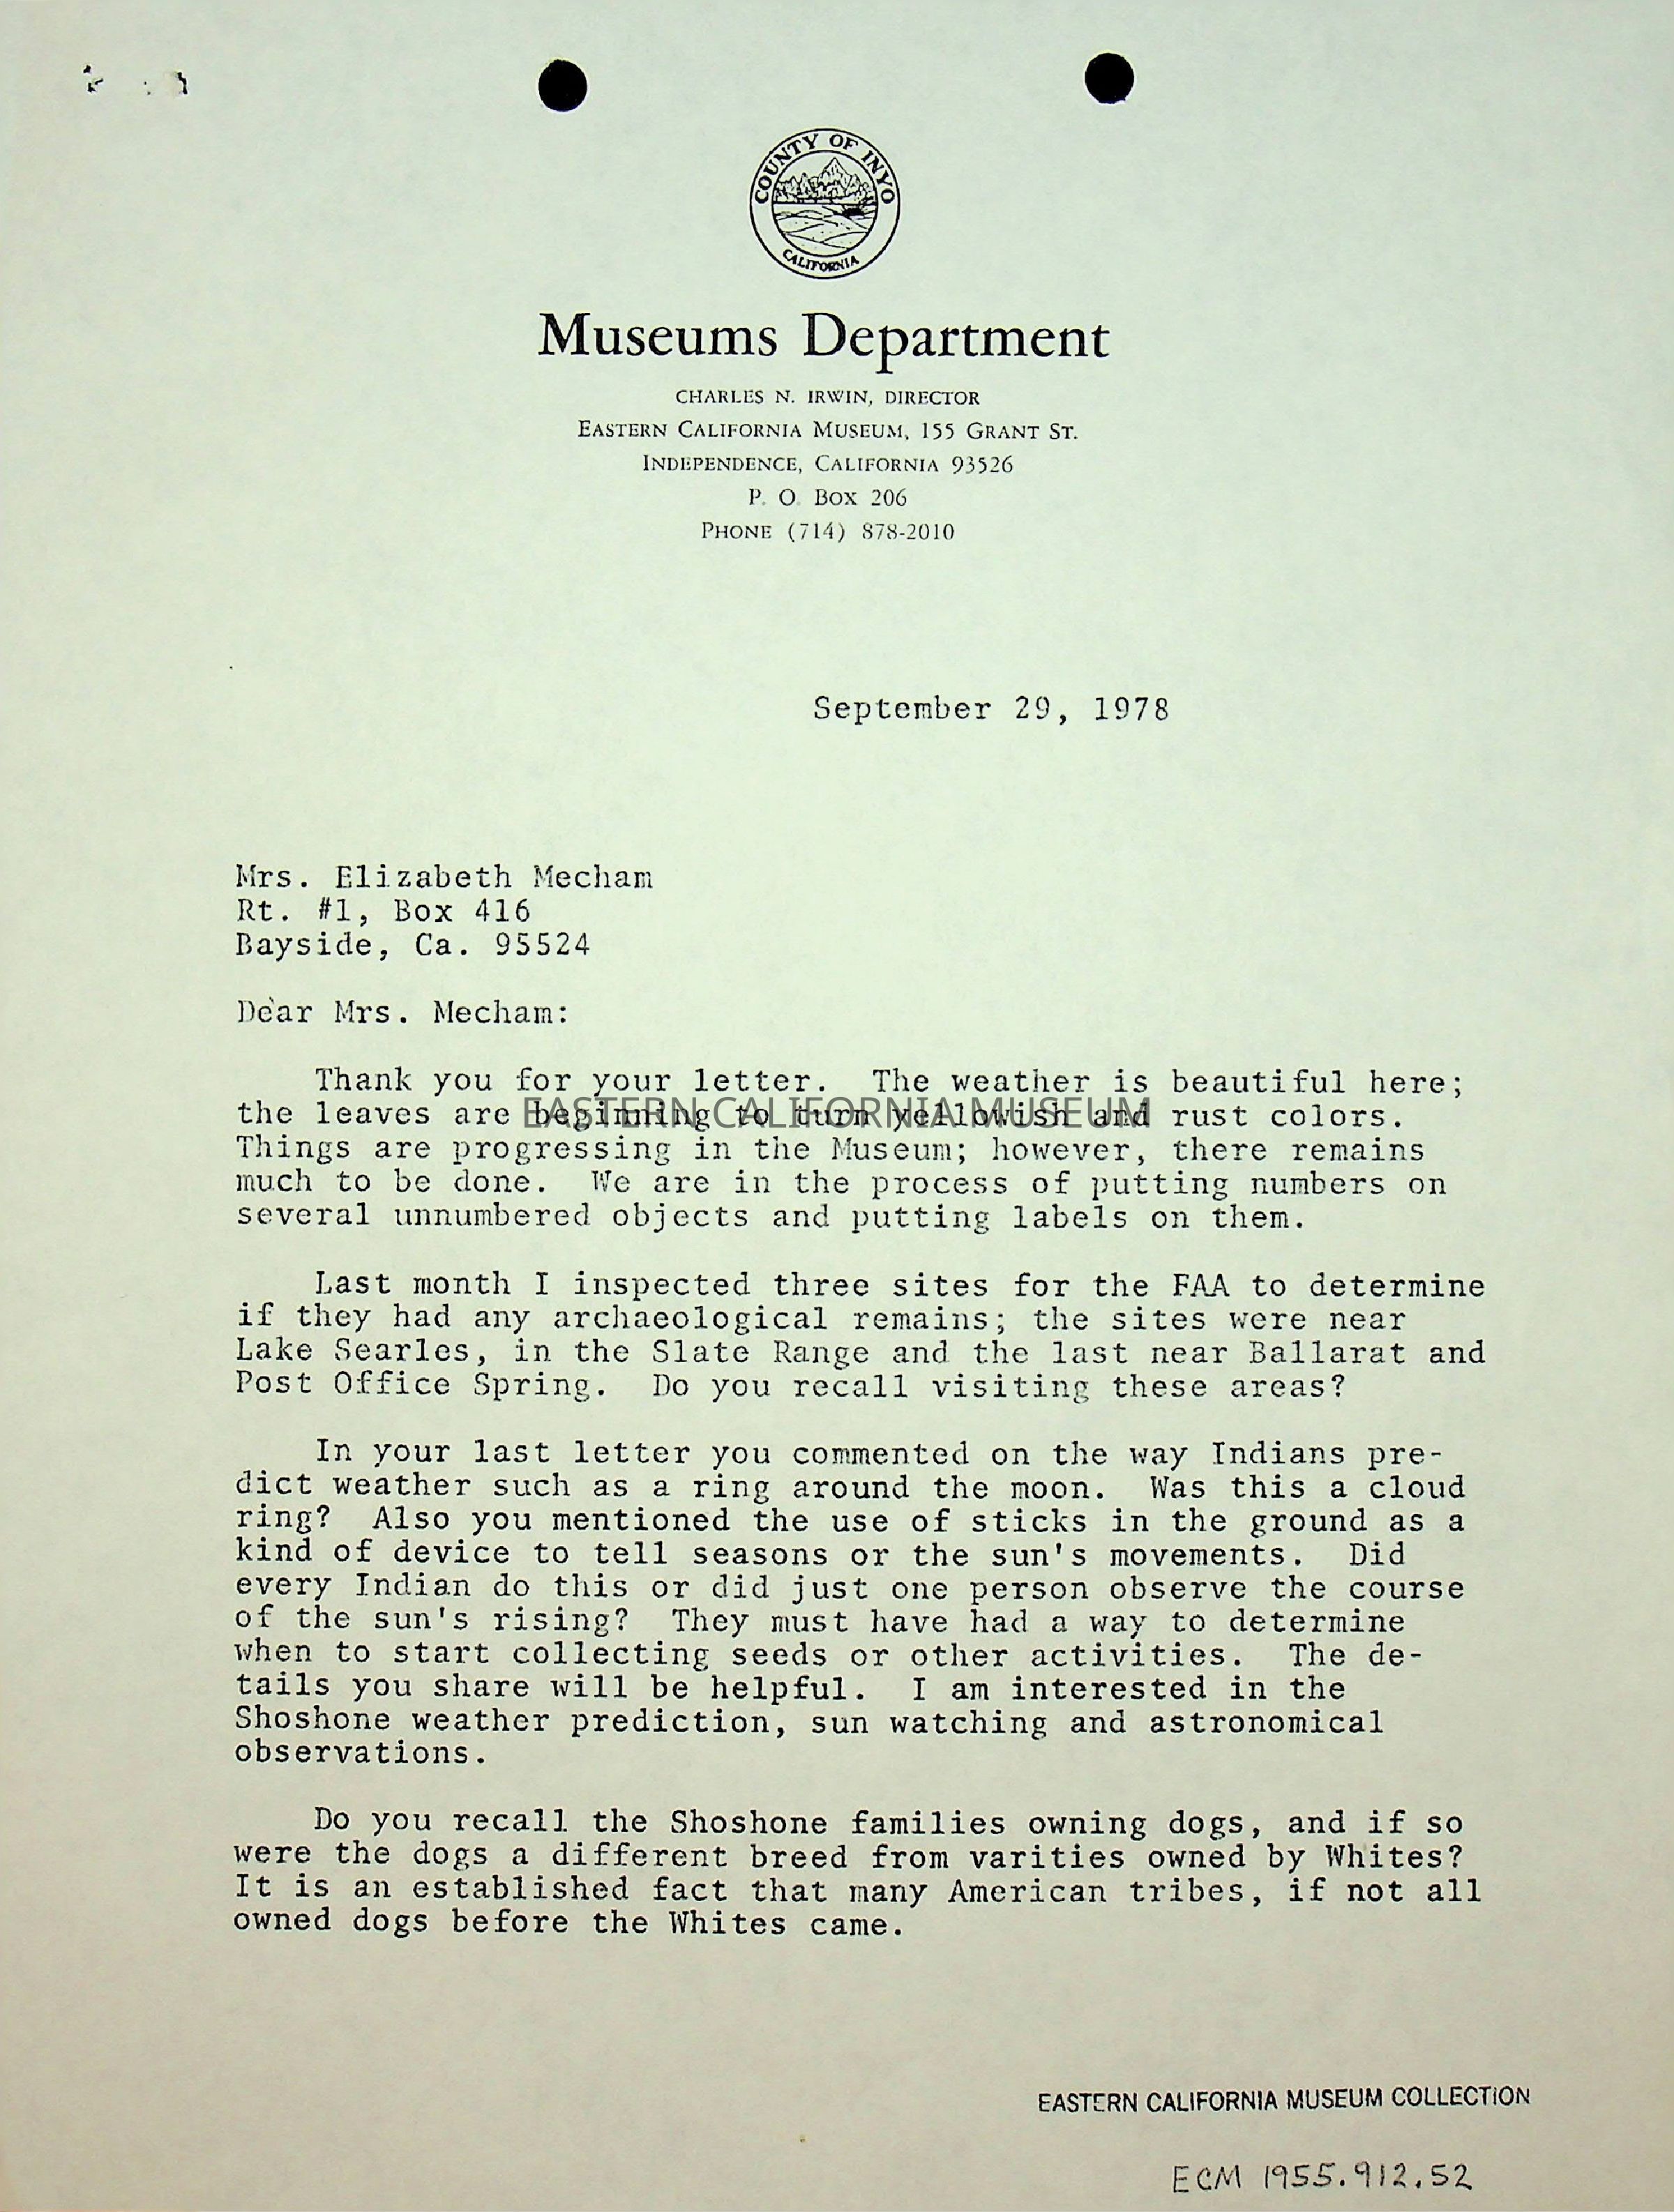 COUNTY OF INYO
CALIFORNIA
Museums Department
CHARLES N. IRWIN, DIRECTOR
EASTERN CALIFORNIA MUSEUM, 155 GRANT ST.
INDEPENDENCE, CALIFORNIA 93526
P. O. BOX 206
PHONE (714) 878-2010
September 29, 1978
Mrs. Elizabeth Mecham
Rt. #1, Box 416
Bayside, Ca. 95524
Dear Mrs. Mecham:
Thank you for your letter. The weather is beautiful here;
the leaves are beginning to turn yellowish and rust colors.
EASTERN CALIFORNIA MUSEUM
Things are progressing in the Museum; however, there remains
much to be done. We are in the process of putting numbers on
several unnumbered objects and putting labels on them.
Last month I inspected three sites for the FAA to determine
if they had any archaeological remains; the sites were near
Lake Searles, in the Slate Range and the last near Ballarat and
Post Office Spring. Do you recall visiting these areas?
In your last letter you commented on the way Indians pre-
dict weather such as a ring around the moon. Was this a cloud
ring? Also you mentioned the use of sticks in the ground as a
kind of device to tell seasons or the sun's movements. Did
every Indian do this or did just one person observe the course
of the sun's rising? They must have had a way to determine
when to start collecting seeds or other activities. The de-
tails you share will be helpful. I am interested in the
Shoshone weather prediction, sun watching and astronomical
observations.
Do you recall the Shoshone families owning dogs, and if so
were the dogs a different breed from varities owned by Whites?
It is an established fact that many American tribes, if not all
owned dogs before the Whites came.
EASTERN CALIFORNIA MUSEUM COLLECTION
ECM 1955.912.52